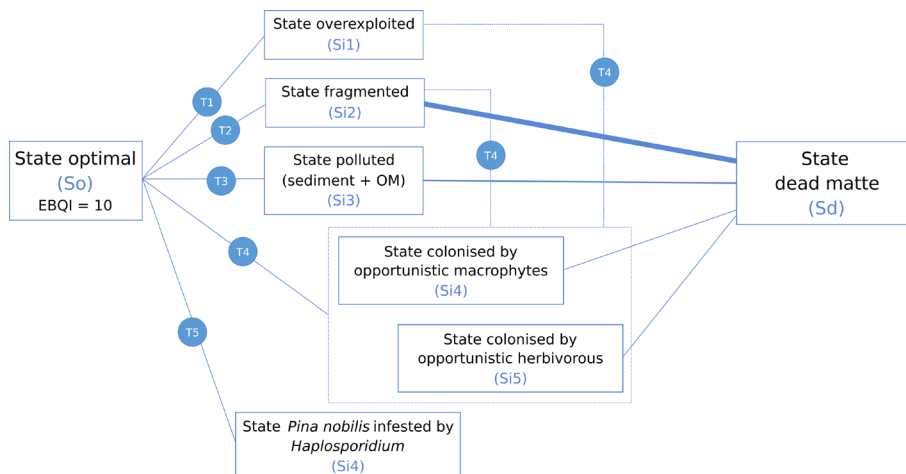 State overexploited
(Si1)
T4
T1
State fragmented
(Si2)
T2
T4
State optimal
(So)
EBQI = 10
T3
State polluted
(sediment + OM)
(Si3)
State
dead matte
(Sd)
T4
State colonised by
opportunistic macrophytes
(Si4)
T5
State colonised by
opportunistic herbivorous
(Si5)
State Pina nobilis infested by
Haplosporidium
(Si4)